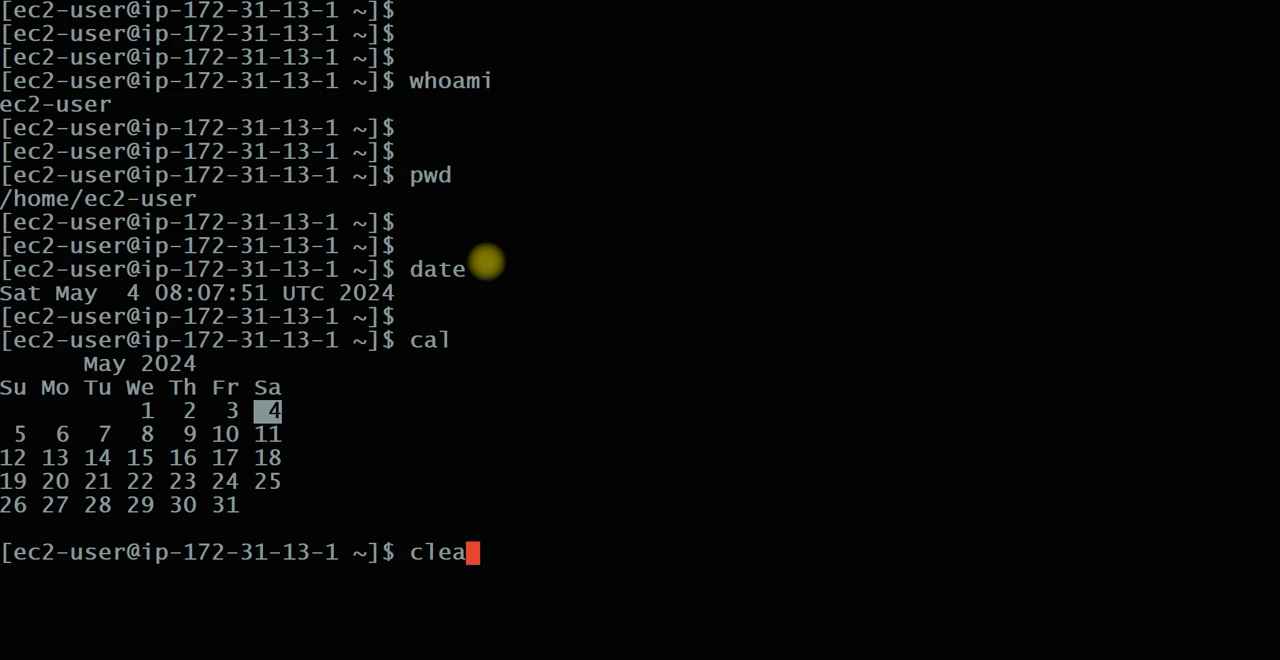 [ec2-user@ip-172-31-13-1 ~]$
[ec2-user@ip-172-31-13-1 ~]$
[ec2-user@ip-172-31-13-1 ~]$
[ec2-user@ip-172-31-13-1 ~]$ whoami
ec2-user
[ec2-user@ip-172-31-13-1 ~]$
[ec2-user@ip-172-31-13-1 ~]$
[ec2-user@ip-172-31-13-1 ~]$ pwd
/home/ec2-user
[ec2-user@ip-172-31-13-1 ~]$
[ec2-user@ip-172-31-13-1 ~]$
[ec2-user@ip-172-31-13-1 ~]$ date
Sat May  4 08:07:51 UTC 2024
[ec2-user@ip-172-31-13-1 ~]$
[ec2-user@ip-172-31-13-1 ~]$ cal
      May 2024
Su Mo Tu We Th Fr Sa
          1  2  3  4
 5  6  7  8  9 10 11
12 13 14 15 16 17 18
19 20 21 22 23 24 25
26 27 28 29 30 31
[ec2-user@ip-172-31-13-1 ~]$ clea